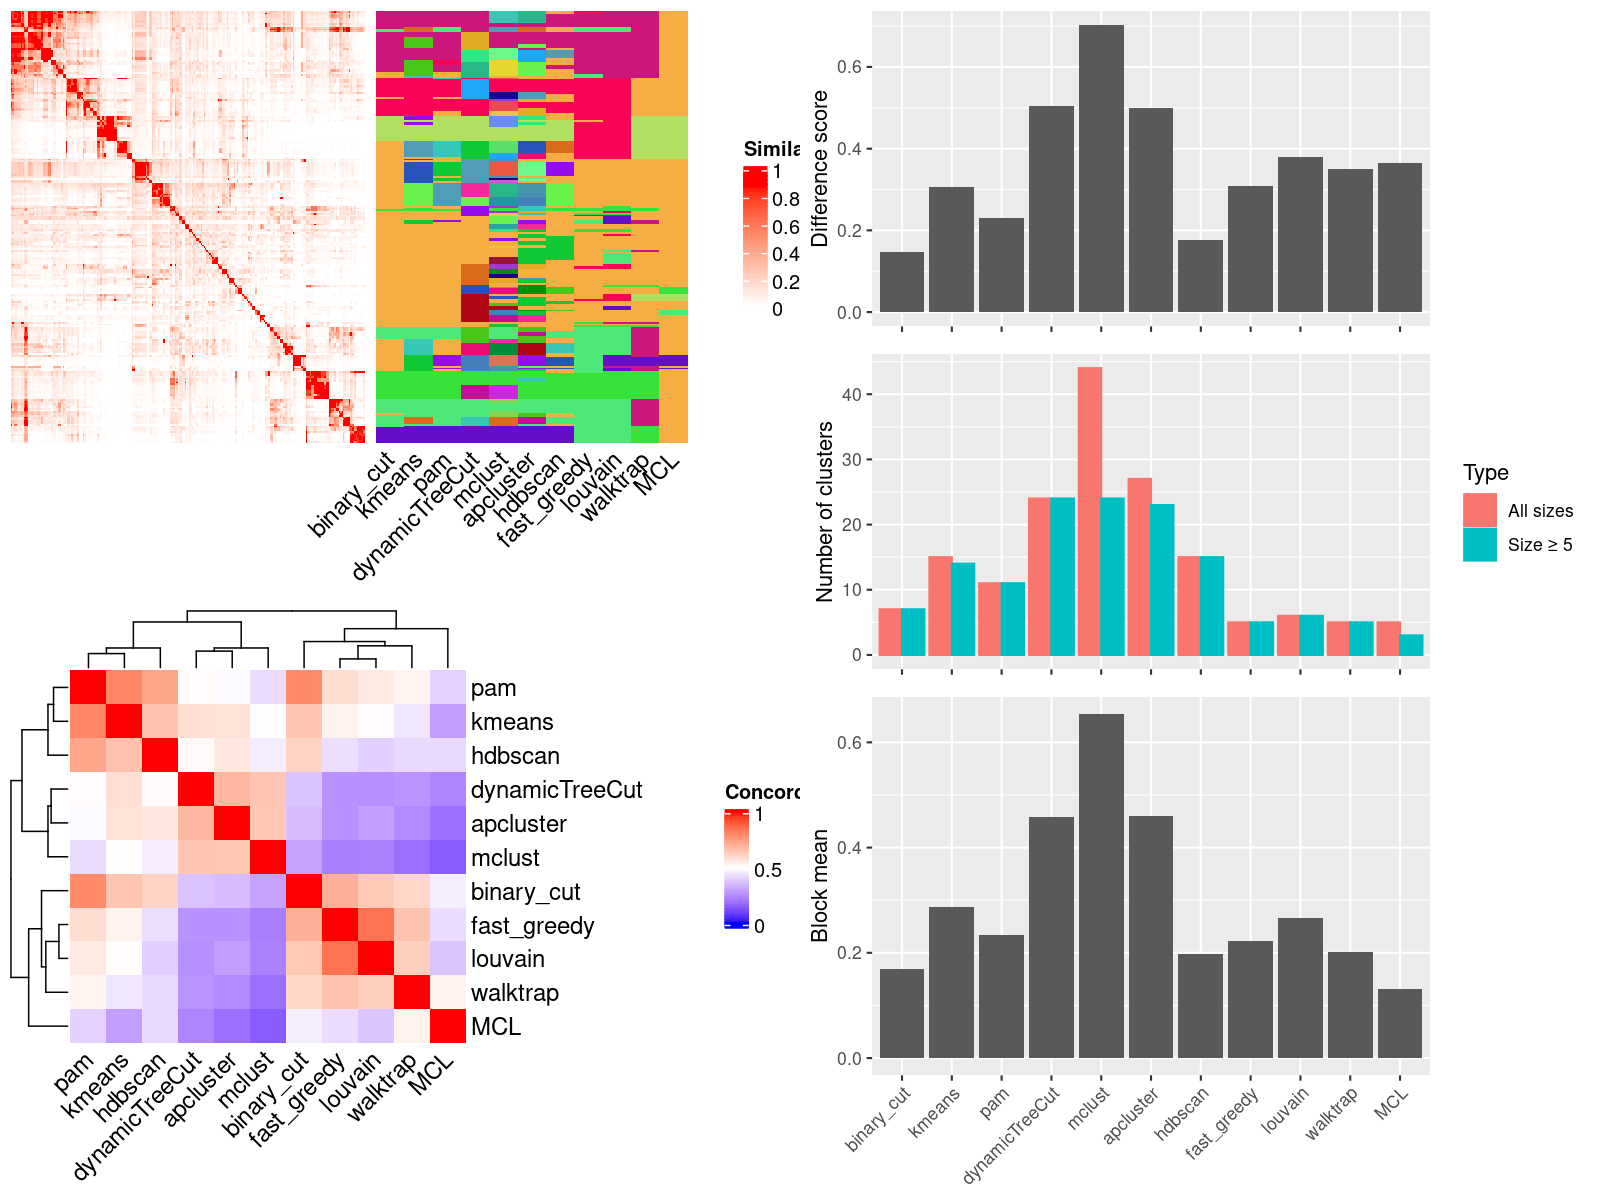 Simila
1
0.8
0.6
0.4
0.2
0
binary_cut
kmeans
pam
dynamicTreeCut
mclust
apcluster
hdbscan
fast_greedy
louvain
walktrap
MCL
pam
kmeans
hdbscan
dynamicTreeCut
apcluster
mclust
binary_cut
fast_greedy
louvain
walktrap
MCL
pam
kmeans
hdbscan
dynamicTreeCut
apcluster
mclust
binary_cut
fast_greedy
louvain
walktrap
MCL
Concord
1
0.5
0
Difference score
0.6
0.4
0.2
0.0
Number of clusters
40
30
20
10
0
Type
All sizes
Size ≥ 5
Block mean
0.6
0.4
0.2
0.0
binary_cut
kmeans
pam
dynamicTreeCut
mclust
apcluster
hdbscan
fast_greedy
louvain
walktrap
MCL